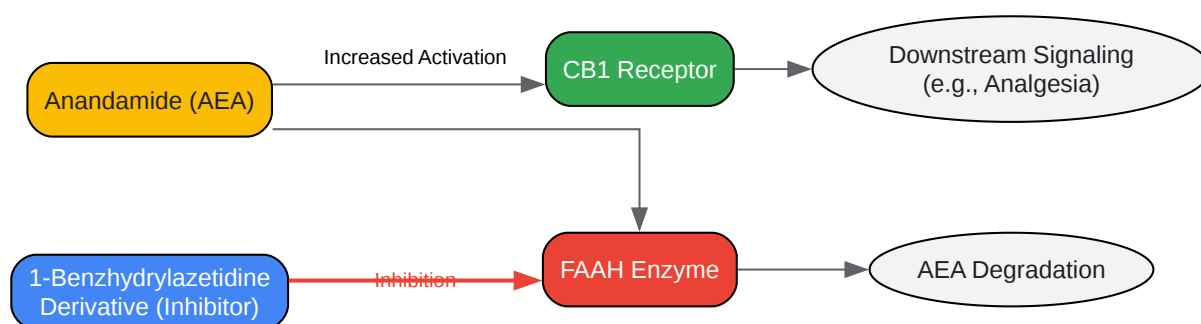 Increased Activation
Anandamide (AEA)
CB1 Receptor
Downstream Signaling
(e.g., Analgesia)
1-Benzhydrylazetidine
Derivative (Inhibitor)
Inhibition
FAAH Enzyme
AEA Degradation